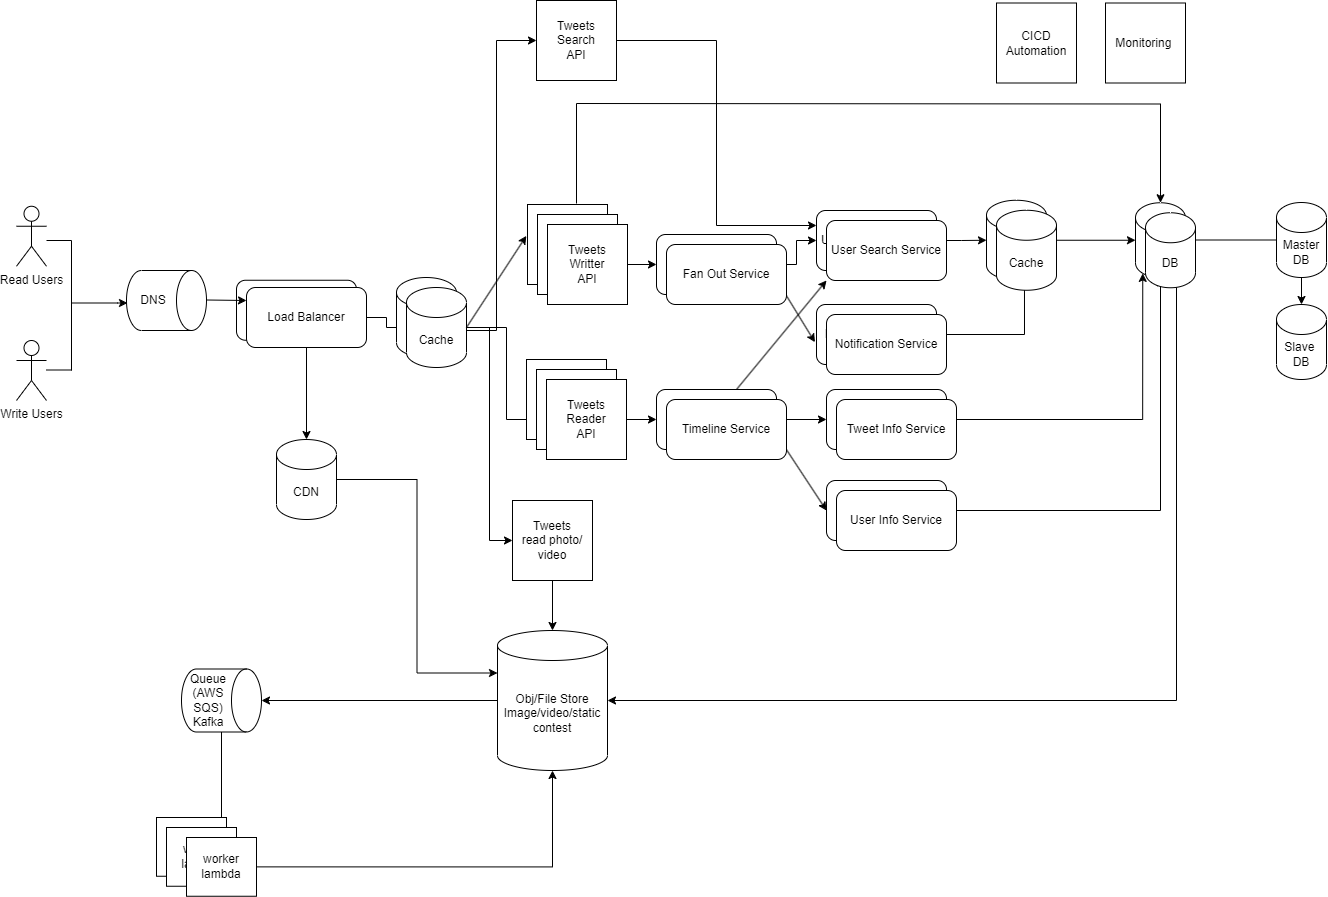 Tweets
Search
API
CICD
Automation
Monitoring
Read Users
Write Users
DNS
Load Balancer
Cache
CDN
Tweets
Writter
API
Fan Out Service
U
User Search Service
Cache
DB
Master
DB
Slave
DB
Notification Service
Tweets
Reader
API
Timeline Service
Tweet Info Service
User Info Service
Tweets
read photo/
video
Obj/File Store
Image/video/static
contest
Queue
(AWS
SQS)
Kafka
worker
lambda